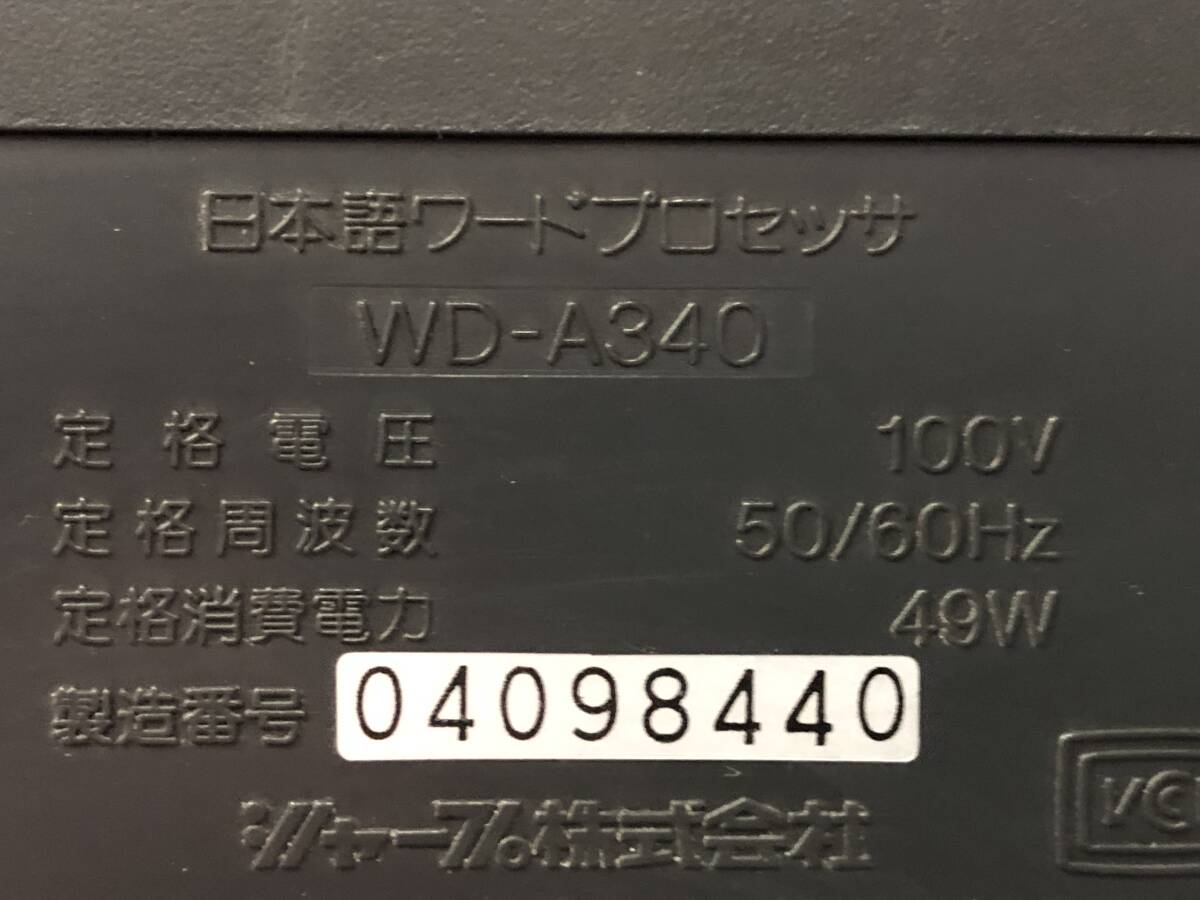 日本語ワードプロセッサ
WD-A340
定格電圧 100V
定格周波数 50/60Hz
定格消費電力 49W
製造番号 04098440
シャープ株式会社
VC